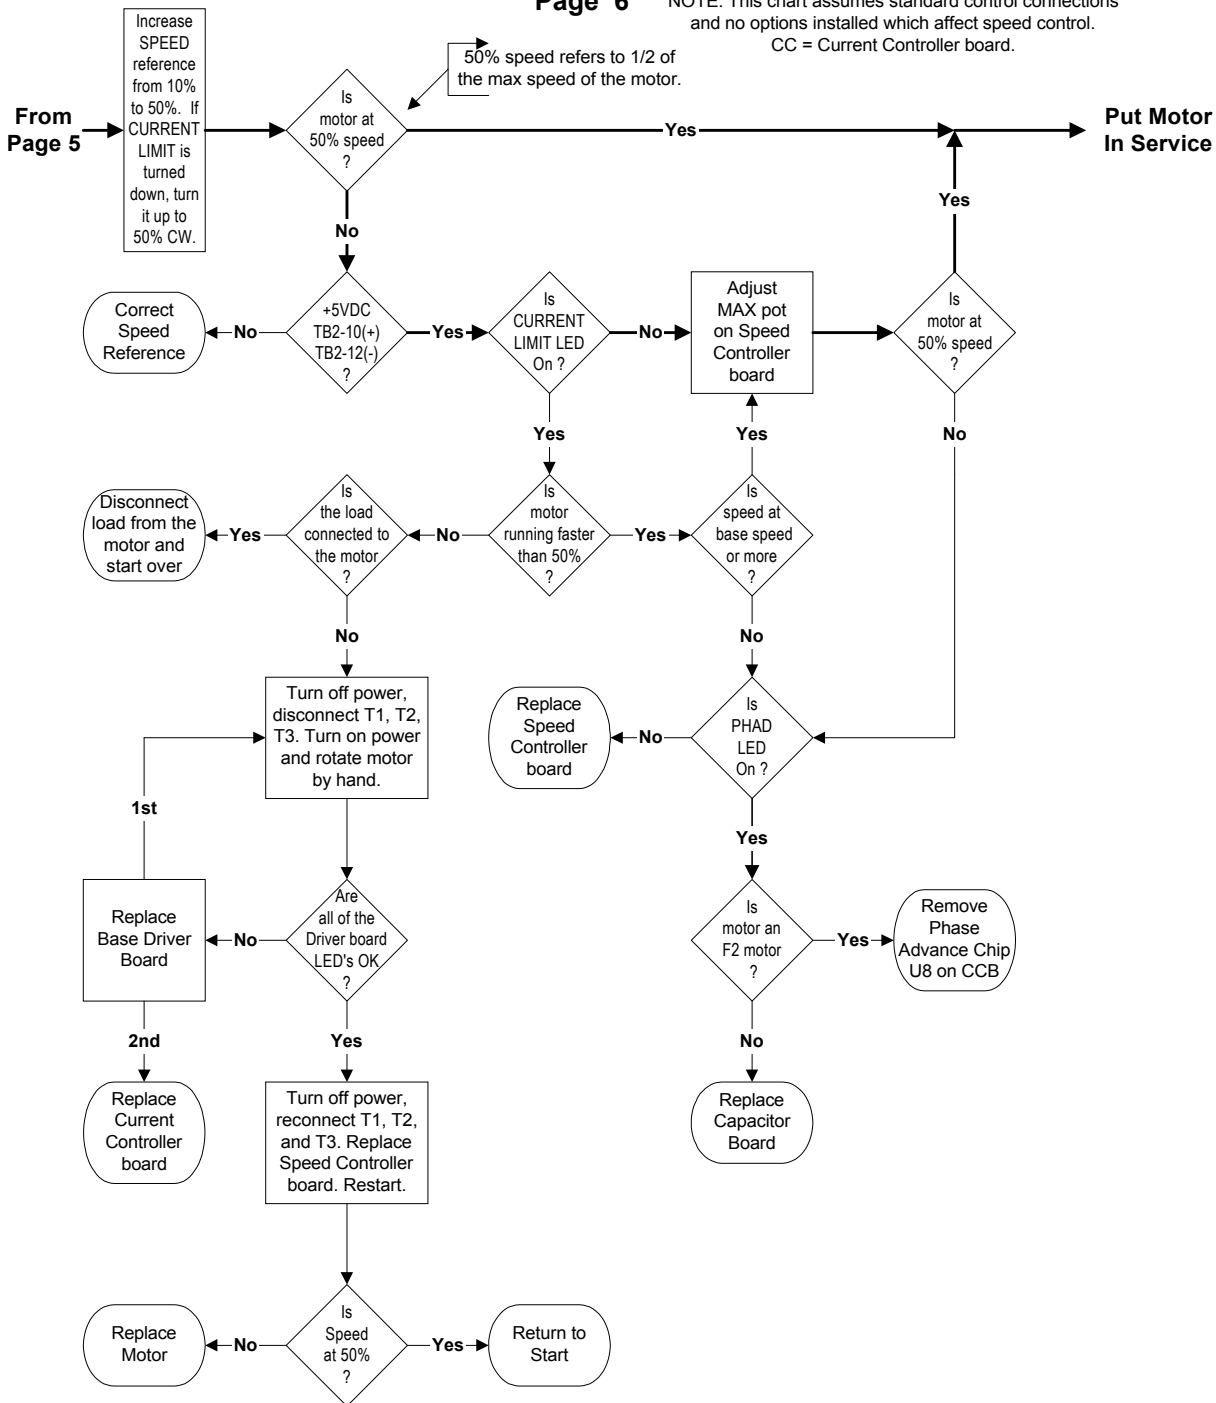 Page 6
NOTE: This chart assumes standard control connections
and no options installed which affect speed control.
CC = Current Controller board.
Increase
SPEED
reference
from 10%
to 50%. If
CURRENT
LIMIT is
turned
down, turn
it up to
50% CW.
50% speed refers to 1/2 of
the max speed of the motor.
From
Page 5
Is
motor at
50% speed
?
Yes
Put Motor
In Service
No
Yes
Correct
Speed
Reference
No
+5VDC
TB2-10(+)
TB2-12(-)
?
Yes
Is
CURRENT
LIMIT LED
On ?
No
Adjust
MAX pot
on Speed
Controller
board
Is
motor at
50% speed
?
Yes
Yes
No
Disconnect
load from the
motor and
start over
Yes
Is
the load
connected to
the motor
?
No
Is
motor
running faster
than 50%
?
Yes
Is
speed at
base speed
or more
?
No
No
Turn off power,
disconnect T1, T2,
T3. Turn on power
and rotate motor
by hand.
Replace
Speed
Controller
board
No
Is
PHAD
LED
On ?
1st
Yes
Replace
Base Driver
Board
No
Are
all of the
Driver board
LED's OK
?
Is
motor an
F2 motor
?
Yes
Remove
Phase
Advance Chip
U8 on CCB
2nd
Yes
No
Replace
Current
Controller
board
Turn off power,
reconnect T1, T2,
and T3. Replace
Speed Controller
board. Restart.
Replace
Capacitor
Board
Replace
Motor
No
Is
Speed
at 50%
?
Yes
Return to
Start